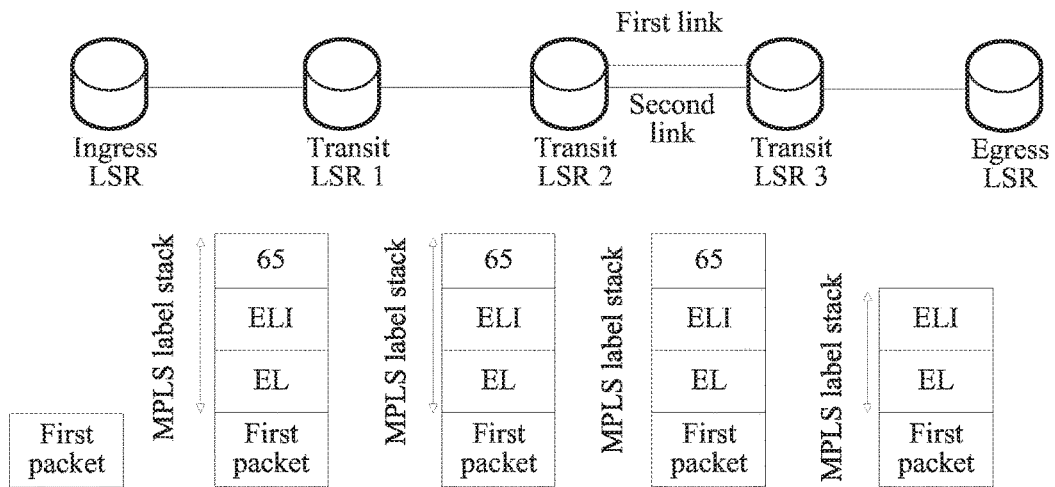 First link
Second
link
Ingress
LSR
Transit
LSR 1
Transit
LSR 2
Transit
LSR 3
Egress
LSR
First
packet
MPLS label stack
65
ELI
EL
First
packet
MPLS label stack
65
ELI
EL
First
packet
MPLS label stack
65
ELI
EL
First
packet
MPLS label stack
ELI
EL
First
packet